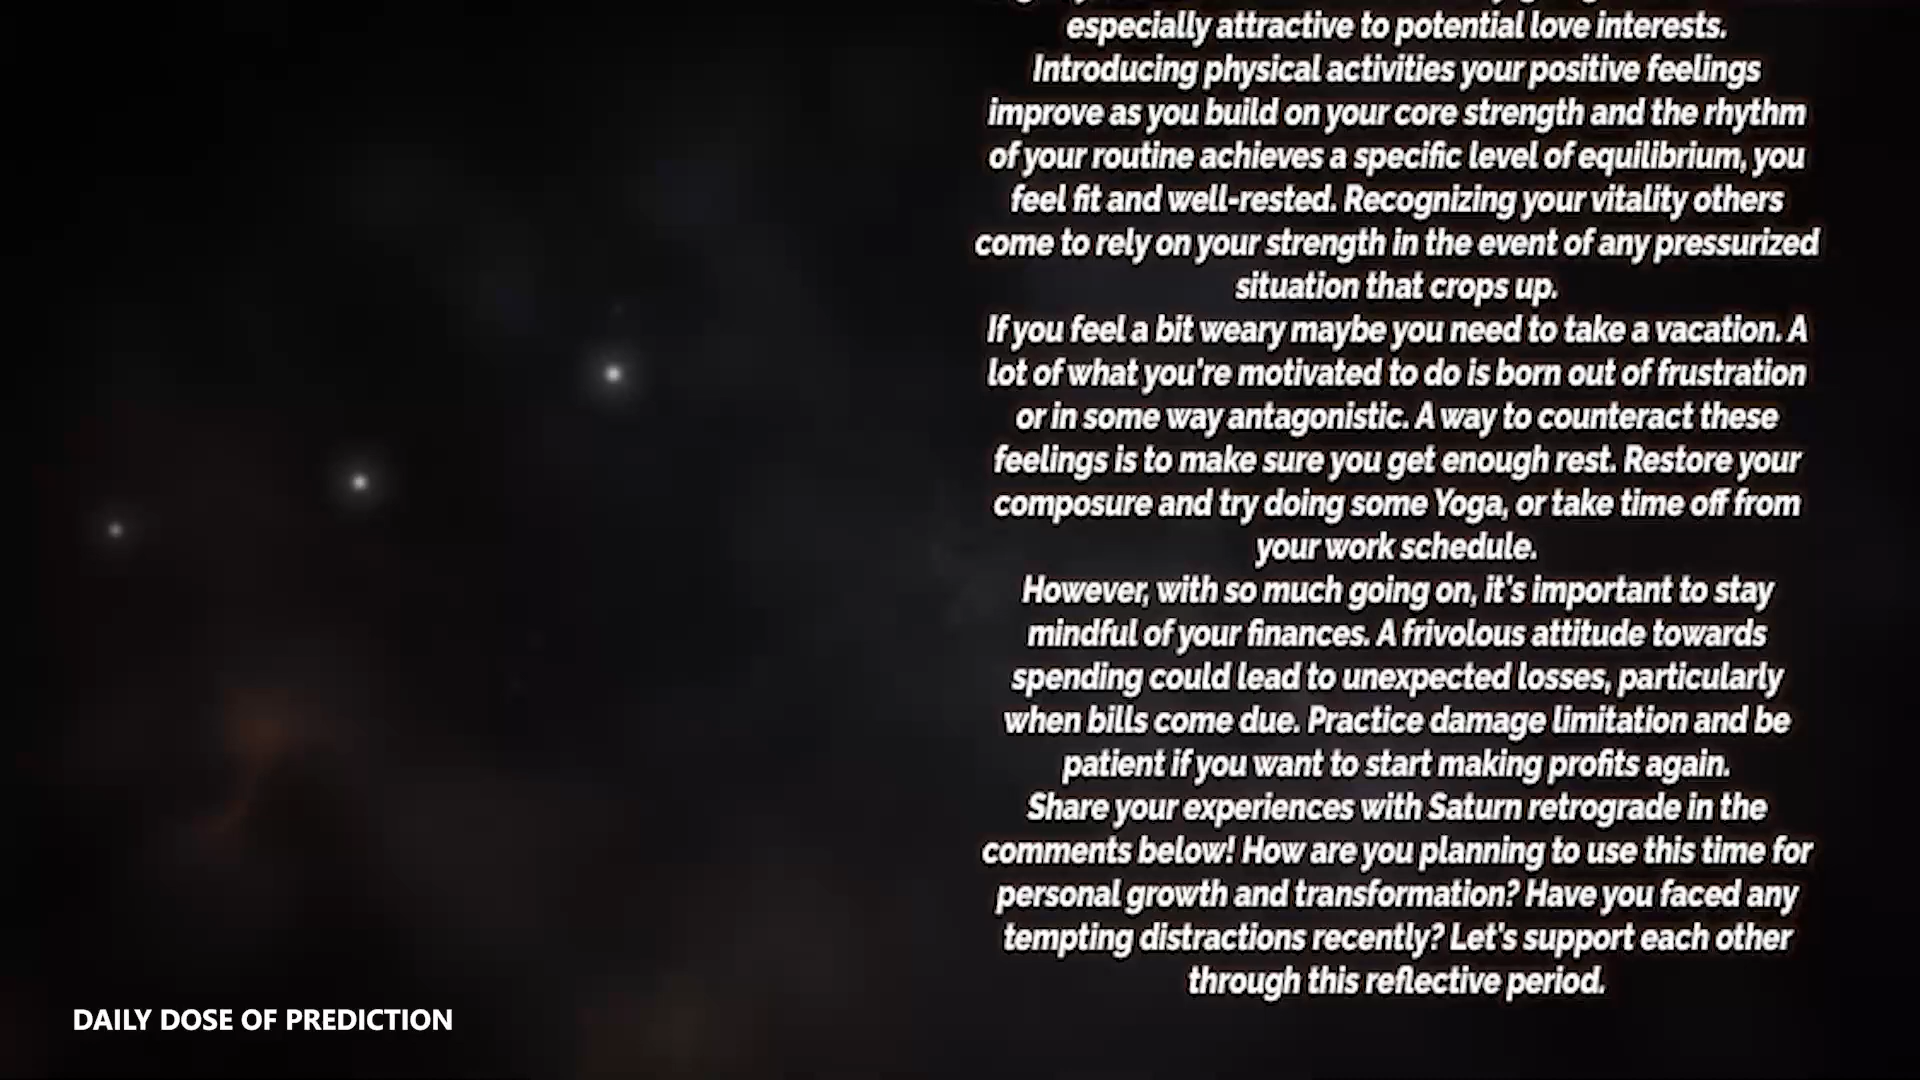 especially attractive to potential love interests.
Introducing physical activities your positive feelings
improve as you build on your core strength and the rhythm
of your routine achieves a specific level of equilibrium, you
feel fit and well-rested. Recognizing your vitality others
come to rely on your strength in the event of any pressurized
situation that crops up.
If you feel a bit weary maybe you need to take a vacation. A
lot of what you're motivated to do is born out of frustration
or in some way antagonistic. A way to counteract these
feelings is to make sure you get enough rest. Restore your
composure and try doing some Yoga, or take time off from
your work schedule.
However, with so much going on, it's important to stay
mindful of your finances. A frivolous attitude towards
spending could lead to unexpected losses, particularly
when bills come due. Practice damage limitation and be
patient if you want to start making profits again.
Share your experiences with Saturn retrograde in the
comments below! How are you planning to use this time for
personal growth and transformation? Have you faced any
tempting distractions recently? Let's support each other
through this reflective period.
DAILY DOSE OF PREDICTION